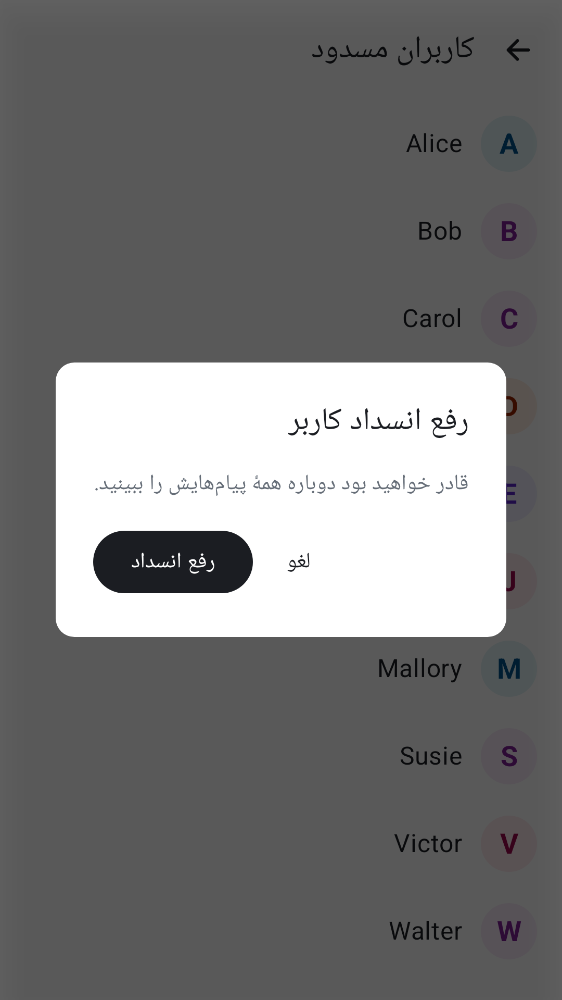 کاربران مسدود
A Alice
B Bob
C Carol
رفع انسداد کاربر
قادر خواهید بود دوباره همهٔ پیام‌هایش را ببینید.
لغو
رفع انسداد
E
M Mallory
S Susie
V Victor
W Walter